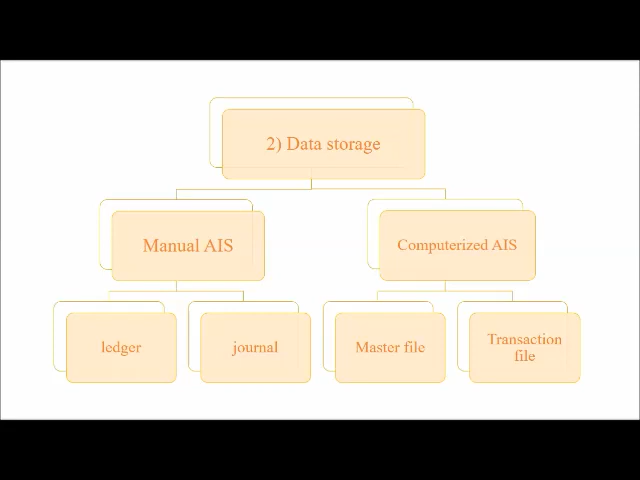 2) Data storage
Manual AIS
Computerized AIS
ledger
journal
Master file
Transaction
file